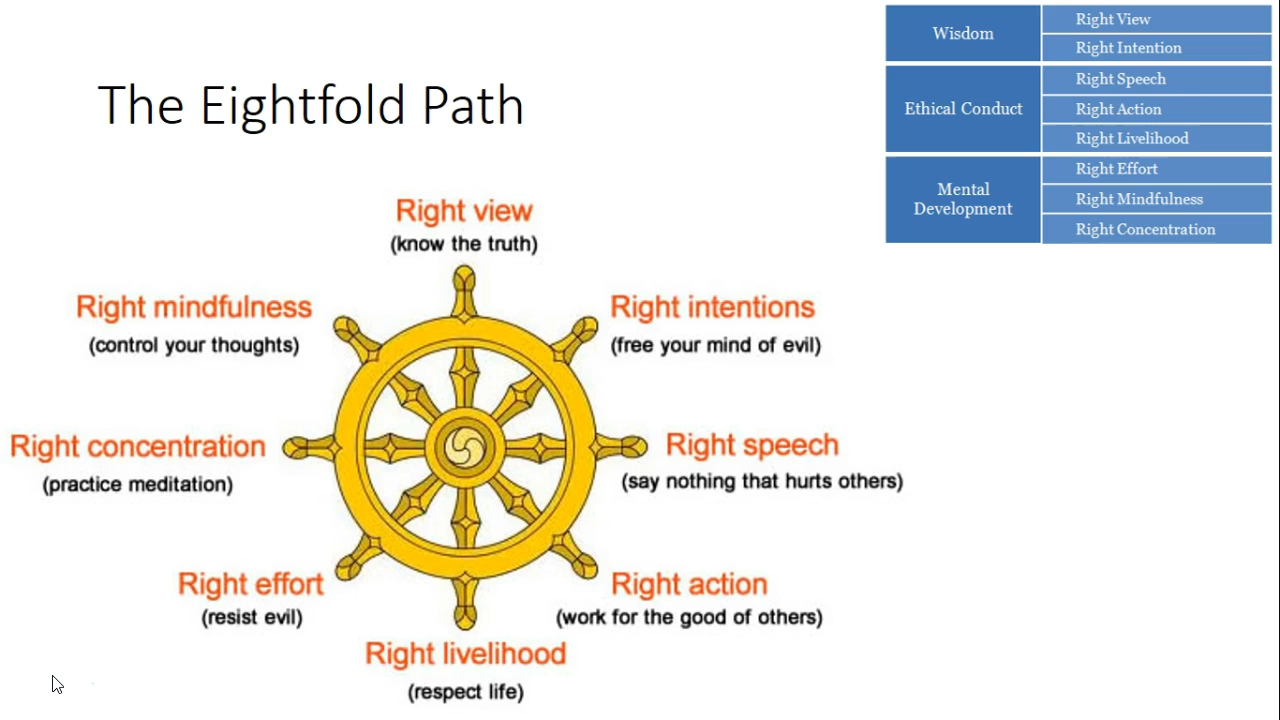 The Eightfold Path
Wisdom
Right View
Right Intention
Ethical Conduct
Right Speech
Right Action
Right Livelihood
Mental
Development
Right Effort
Right Mindfulness
Right Concentration
Right view
(know the truth)
Right mindfulness
(control your thoughts)
Right intentions
(free your mind of evil)
Right concentration
(practice meditation)
Right speech
(say nothing that hurts others)
Right effort
(resist evil)
Right action
(work for the good of others)
Right livelihood
(respect life)